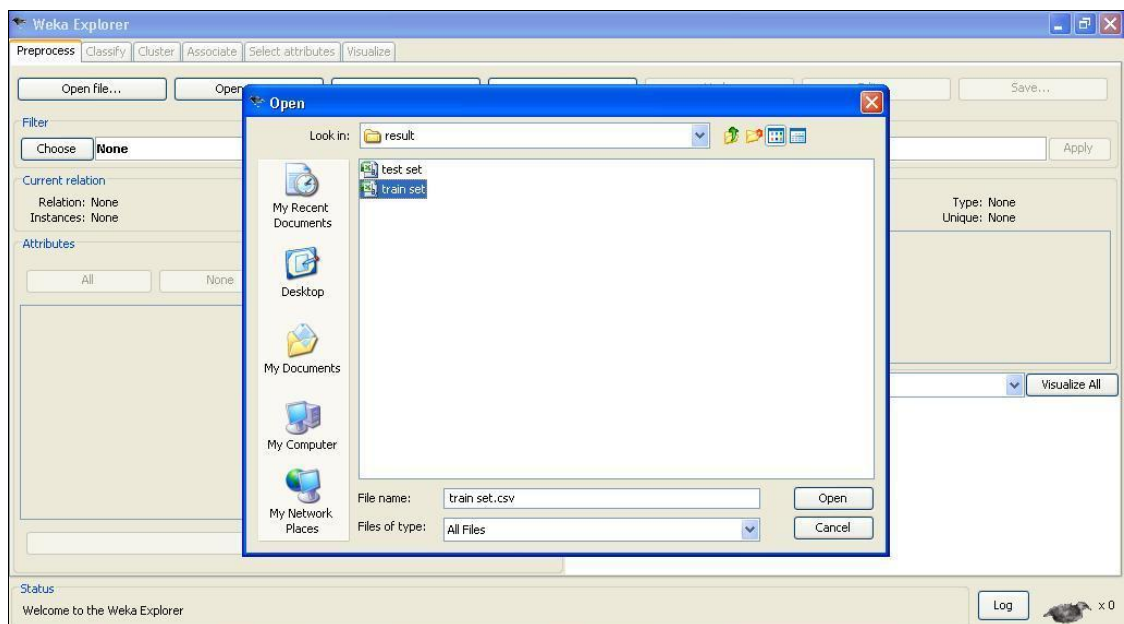 Weka Explorer
Preprocess Classify Cluster Associate Select attributes Visualize
Open file... Open Save...
Open
Filter
Choose None Apply
Look in: result
test set
train set
Current relation
Relation: None
Instances: None
Type: None
Unique: None
Attributes
All None
My Recent Documents
Desktop
My Documents
My Computer
My Network Places
Visualize All
File name: train set.csv Open
Files of type: All Files Cancel
Status
Welcome to the Weka Explorer
Log x 0